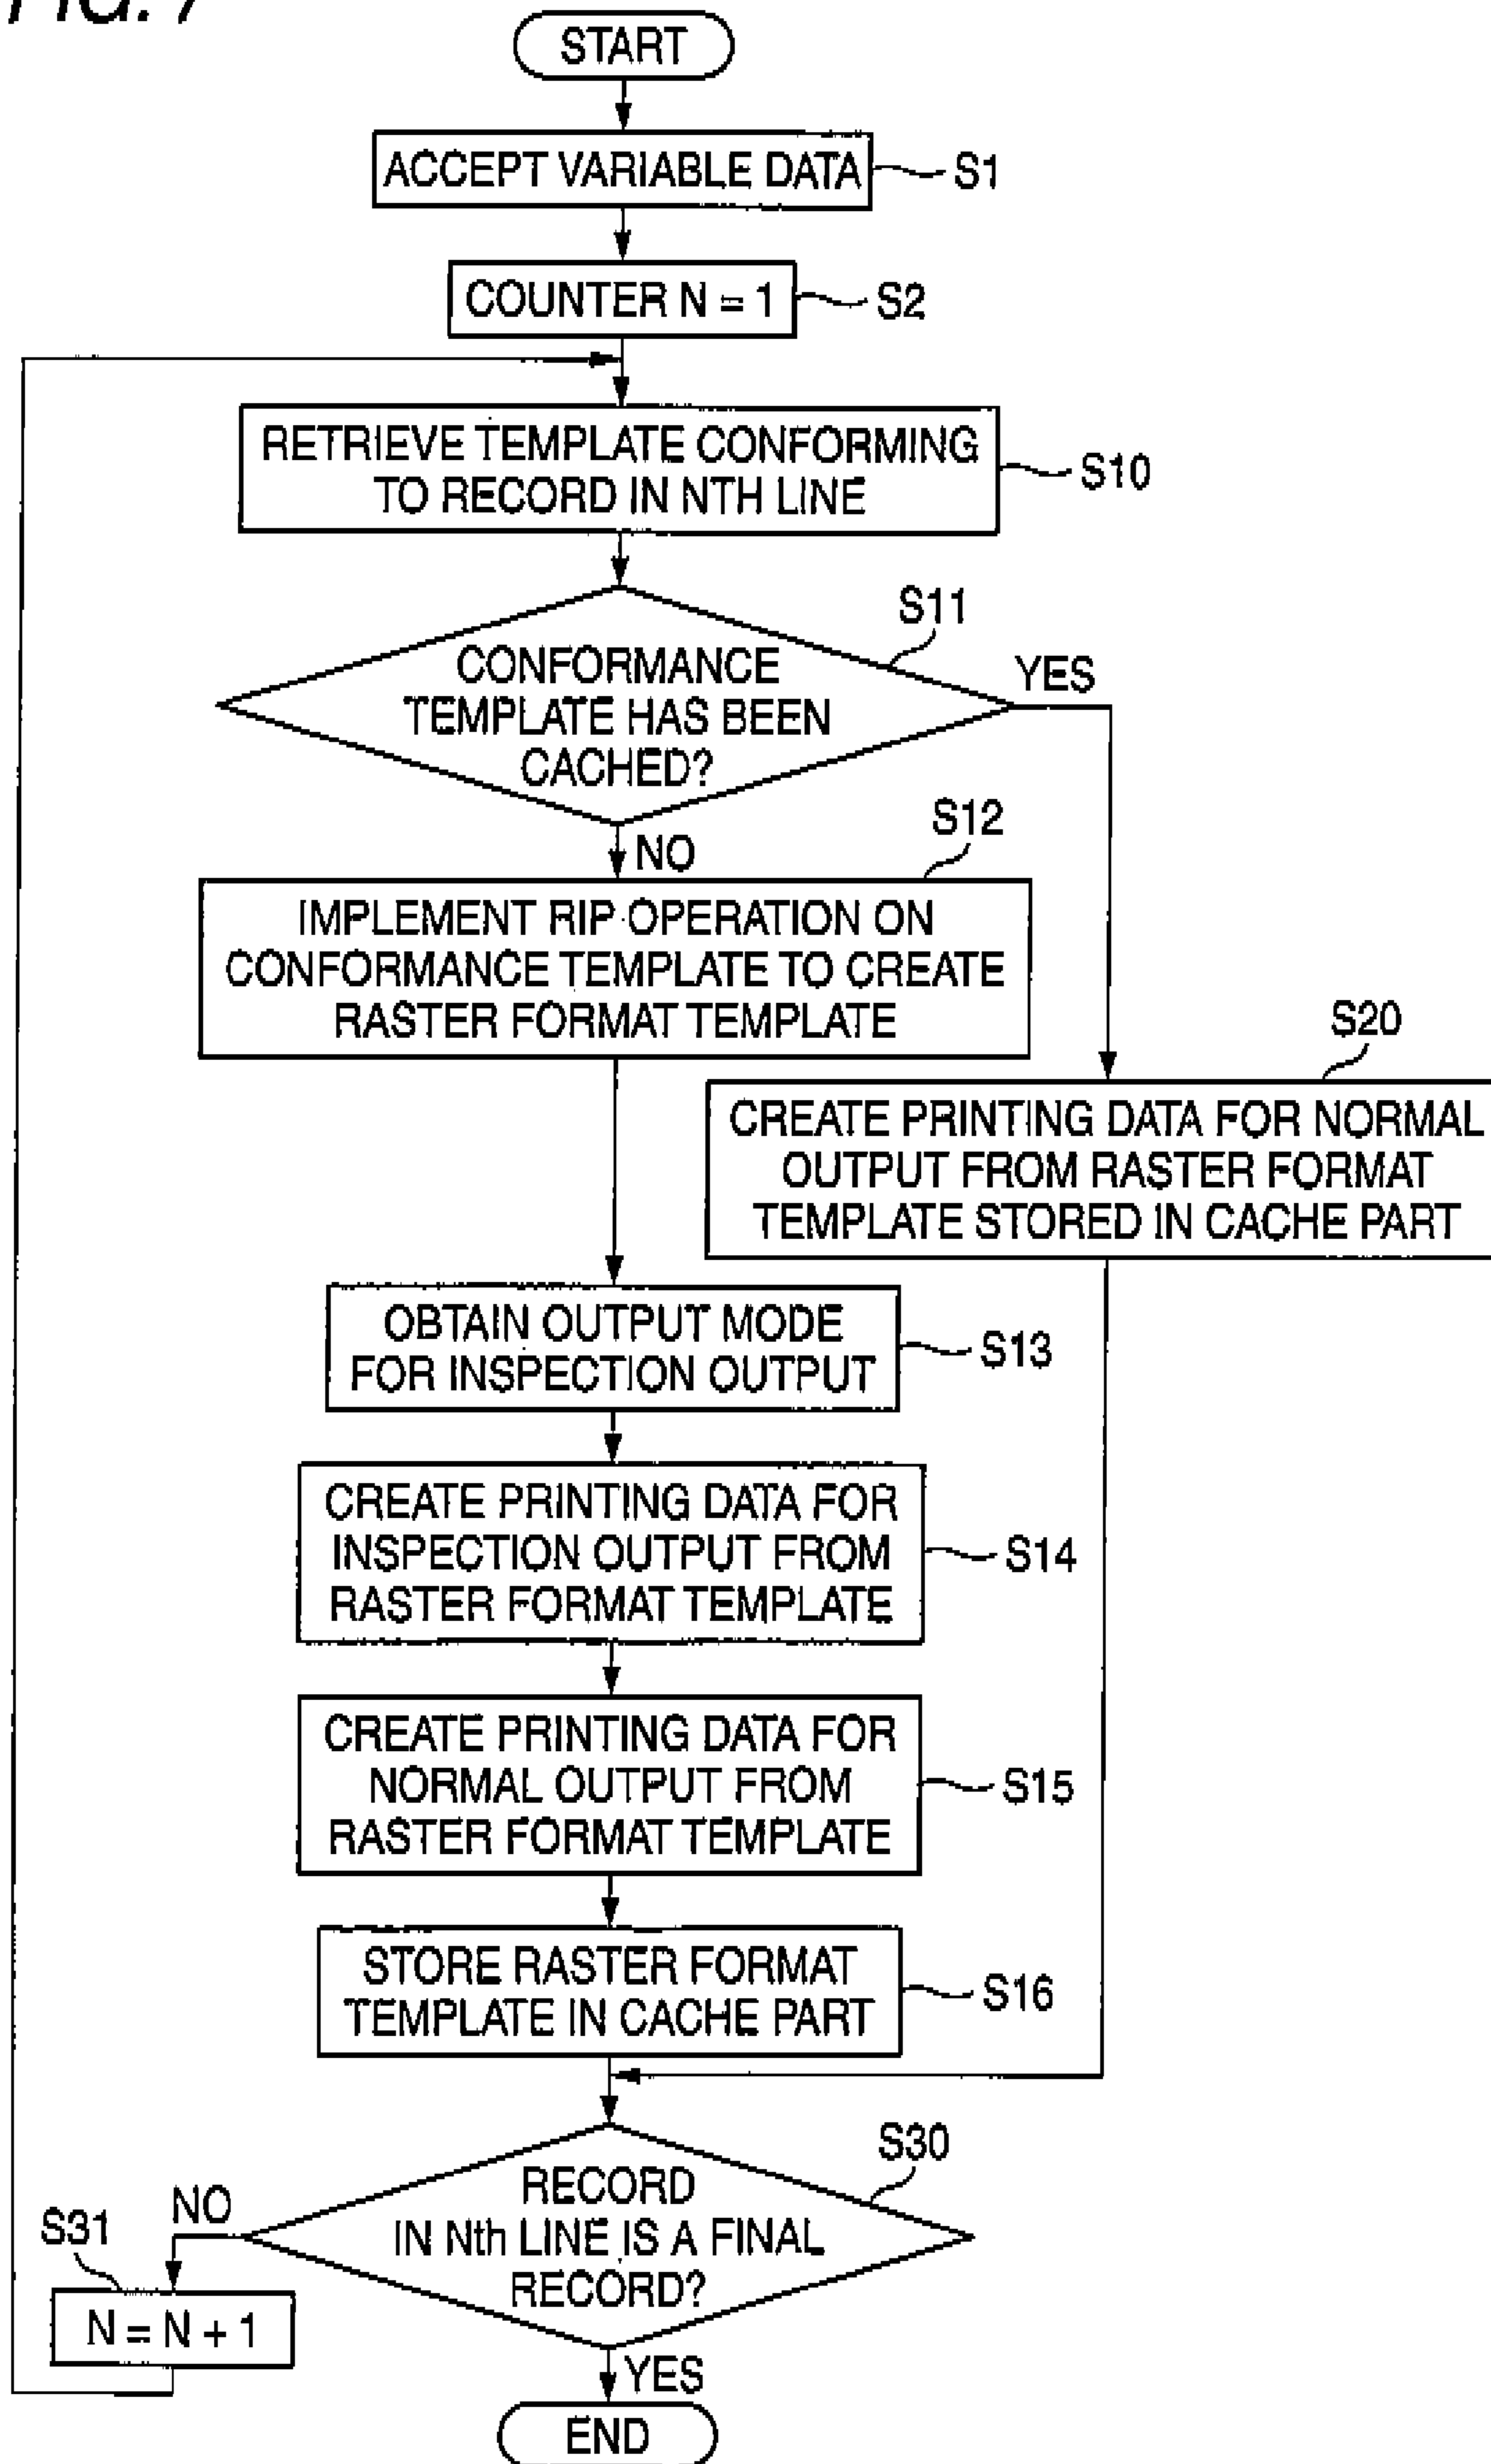 FIG. 7
START
ACCEPT VARIABLE DATA
S1
COUNTER N = 1
S2
RETRIEVE TEMPLATE CONFORMING
TO RECORD IN NTH LINE
S10
S11
CONFORMANCE
TEMPLATE HAS BEEN
CACHED?
YES
NO
S12
IMPLEMENT RIP OPERATION ON
CONFORMANCE TEMPLATE TO CREATE
RASTER FORMAT TEMPLATE
S20
CREATE PRINTING DATA FOR NORMAL
OUTPUT FROM RASTER FORMAT
TEMPLATE STORED IN CACHE PART
OBTAIN OUTPUT MODE
FOR INSPECTION OUTPUT
S13
CREATE PRINTING DATA FOR
INSPECTION OUTPUT FROM
RASTER FORMAT TEMPLATE
S14
CREATE PRINTING DATA FOR
NORMAL OUTPUT FROM
RASTER FORMAT TEMPLATE
S15
STORE RASTER FORMAT
TEMPLATE IN CACHE PART
S16
S30
RECORD
IN Nth LINE IS A FINAL
RECORD?
NO
S31
N = N + 1
YES
END